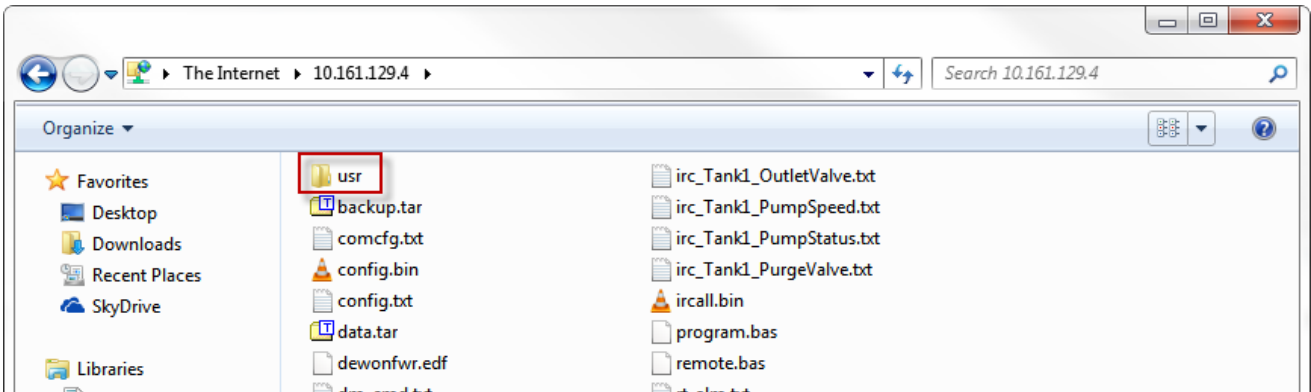 The Internet 10.161.129.4
Search 10.161.129.4
Organize
Favorites
Desktop
Downloads
Recent Places
SkyDrive
Libraries
usr
backup.tar
comcfg.txt
config.bin
config.txt
data.tar
dewonfwr.edf
irc_Tank1_OutletValve.txt
irc_Tank1_PumpSpeed.txt
irc_Tank1_PumpStatus.txt
irc_Tank1_PurgeValve.txt
ircall.bin
program.bas
remote.bas